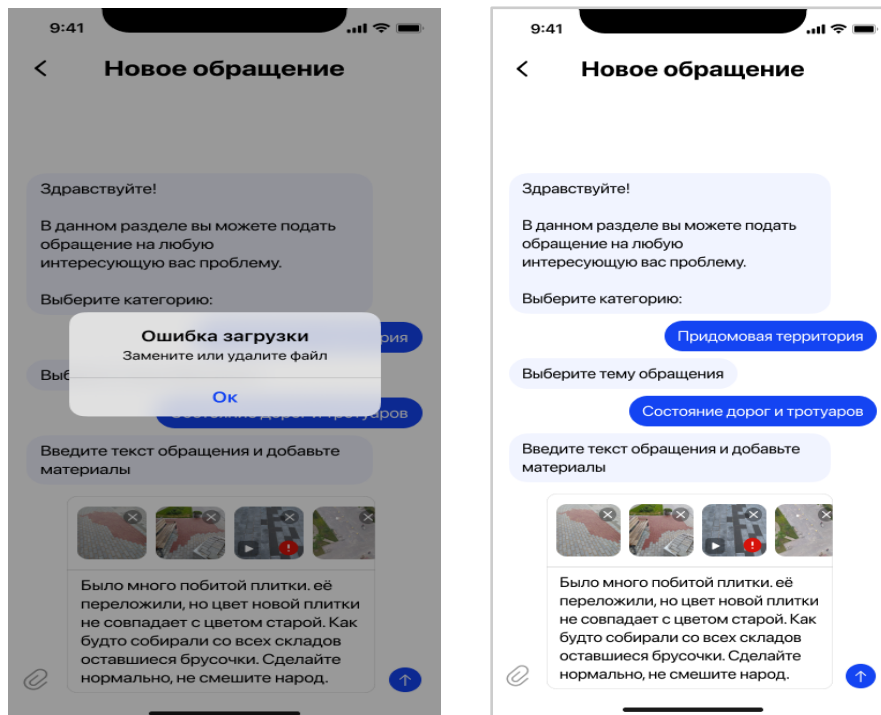 9:41
Новое обращение
Здравствуйте!
В данном разделе вы можете подать
обращение на любую
интересующую вас проблему.
Выберите категорию:
Ошибка загрузки
Замените или удалите файл
Ок
рия
Выб
Состояние дорог и тротуаров
Введите текст обращения и добавьте
материалы
Было много побитой плитки. её
переложили, но цвет новой плитки
не совпадает с цветом старой. Как
будто собирали со всех складов
оставшиеся брусочки. Сделайте
нормально, не смешите народ.
9:41
Новое обращение
Здравствуйте!
В данном разделе вы можете подать
обращение на любую
интересующую вас проблему.
Выберите категорию:
Придомовая территория
Выберите тему обращения
Состояние дорог и тротуаров
Введите текст обращения и добавьте
материалы
Было много побитой плитки. её
переложили, но цвет новой плитки
не совпадает с цветом старой. Как
будто собирали со всех складов
оставшиеся брусочки. Сделайте
нормально, не смешите народ.